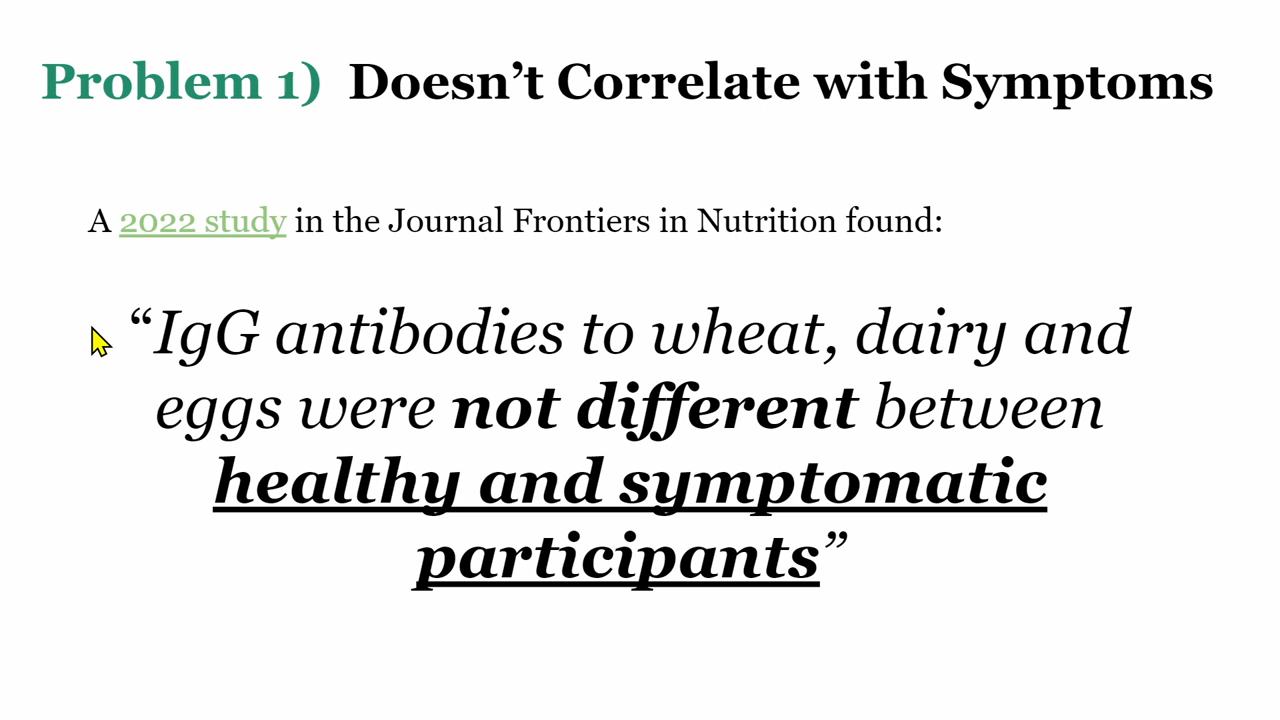 Problem 1) Doesn’t Correlate with Symptoms
A 2022 study in the Journal Frontiers in Nutrition found:
“IgG antibodies to wheat, dairy and
eggs were not different between
healthy and symptomatic
participants”